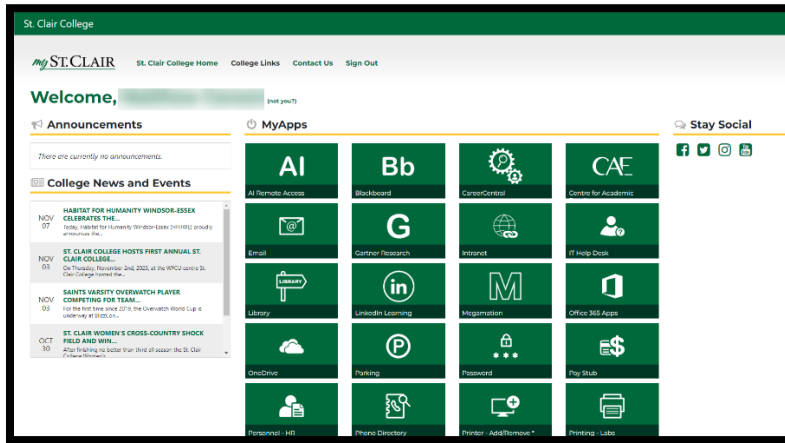 St. Clair College
my ST. CLAIR
St. Clair College Home College Links Contact Us Sign Out
Welcome,
(not you?)
Announcements
There are currently no announcements.
College News and Events
NOV 07
HABITAT FOR HUMANITY WINDSOR-ESSEX
CELEBRATES THE...
Today, Habitat for Humanity Windsor-Essex (HFHWE) proudly
announces the...
NOV 03
ST. CLAIR COLLEGE HOSTS FIRST ANNUAL ST.
CLAIR COLLEGE...
On Thursday, November 2nd, 2023, at the WFCU centre St.
Clair College hosted the...
NOV 03
SAINTS VARSITY OVERWATCH PLAYER
COMPETING FOR TEAM...
For the first time since 2019, the Overwatch World Cup is
underway at BlizzCon...
OCT 30
ST. CLAIR WOMEN'S CROSS-COUNTRY SHOCK
FIELD AND WIN...
After finishing no better than third all season the St. Clair
College Women's
MyApps
AI
AI Remote Access
Bb
Blackboard
CareerCentral
CAE
Centre for Academic
Email
G
Gartner Research
Intranet
IT Help Desk
LIBRARY
Library
in
LinkedIn Learning
M
Megamation
Office 365 Apps
OneDrive
P
Parking
***
Password
$
Pay Stub
Personnel - HR
Phone Directory
Printer - Add/Remove *
Printing - Labs
Stay Social